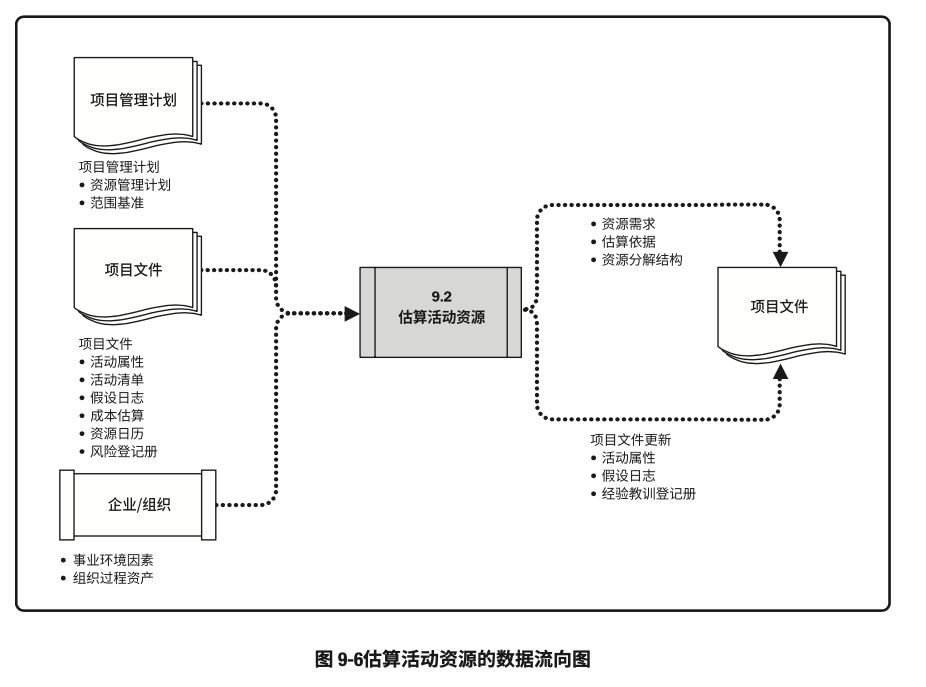 项目管理计划
项目管理计划
• 资源管理计划
• 范围基准
项目文件
项目文件
• 活动属性
• 活动清单
• 假设日志
• 成本估算
• 资源日历
• 风险登记册
企业/组织
• 事业环境因素
• 组织过程资产
9.2
估算活动资源
• 资源需求
• 估算依据
• 资源分解结构
项目文件
项目文件更新
• 活动属性
• 假设日志
• 经验教训登记册
图 9-6估算活动资源的数据流向图